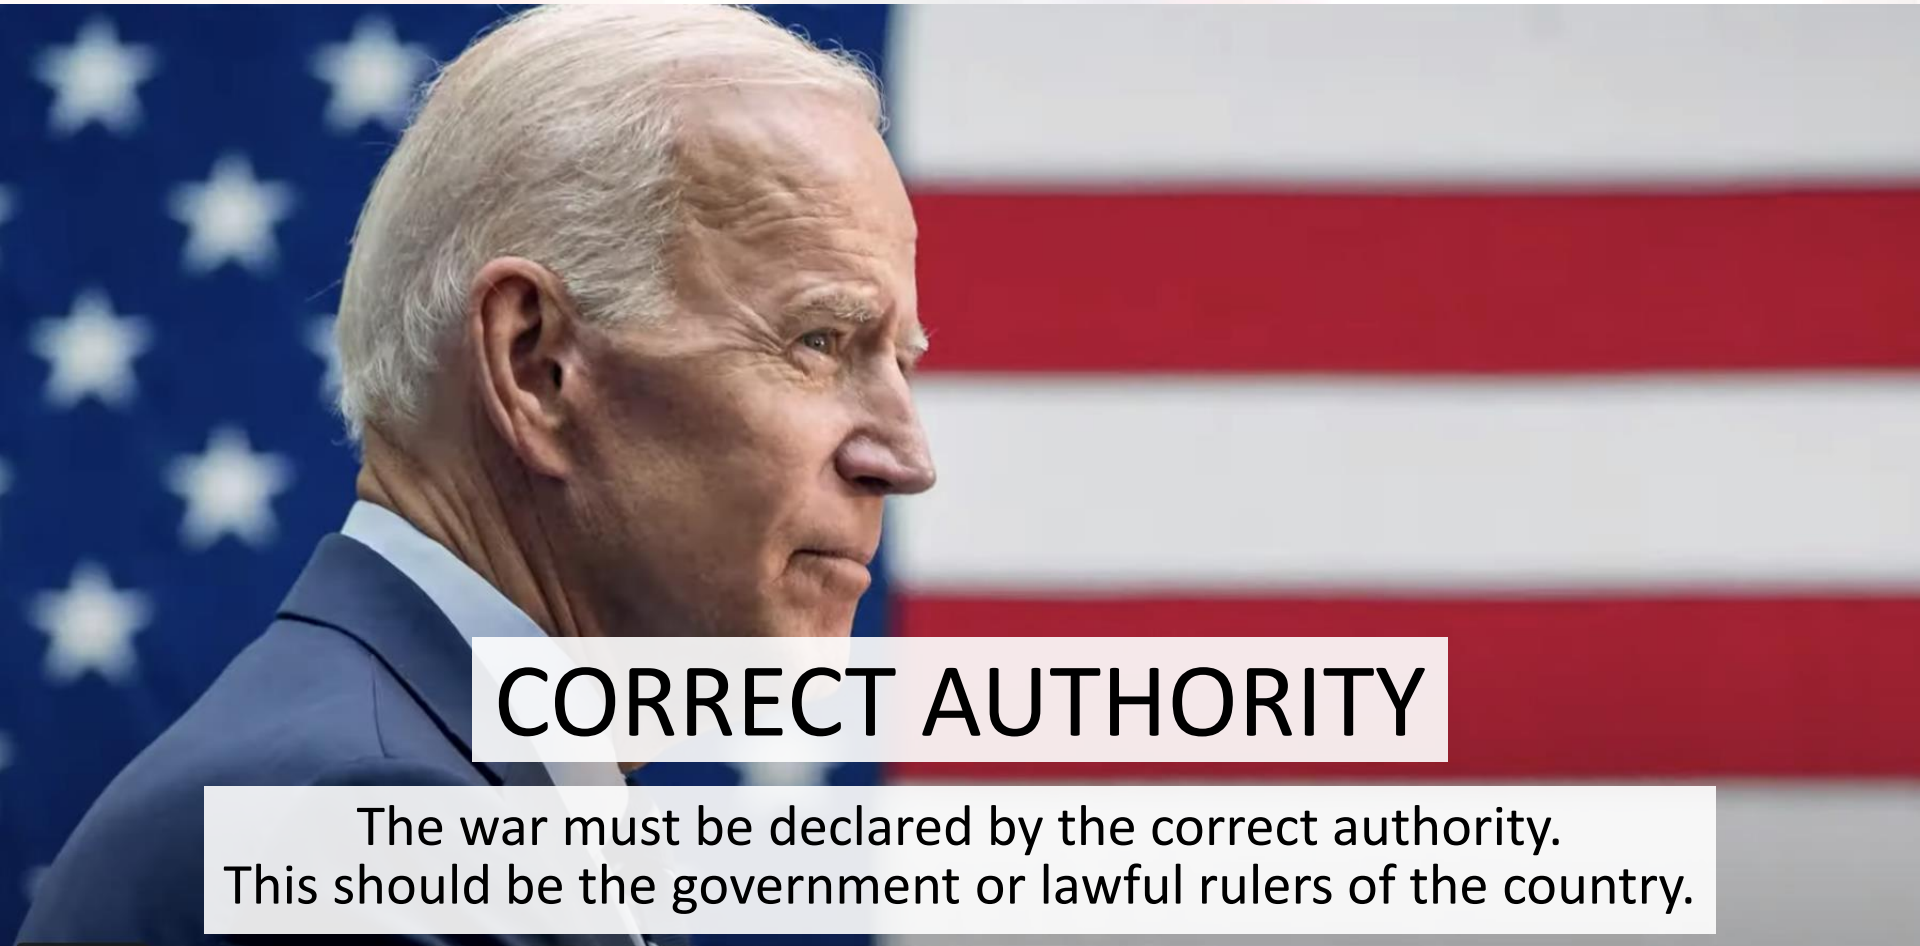 CORRECT AUTHORITY
The war must be declared by the correct authority.
This should be the government or lawful rulers of the country.